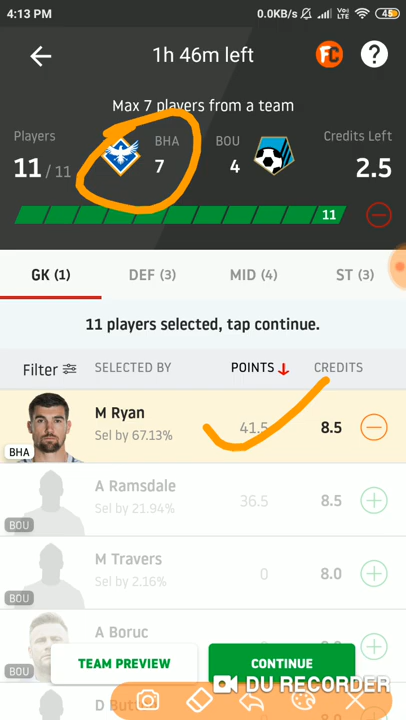 4:13 PM 0.0KB/s Vo) LTE 45
1h 46m left FC ?
Max 7 players from a team
Players BHA BOU Credits Left
11 / 11 7 4 2.5
11
GK (1) DEF (3) MID (4) ST (3)
11 players selected, tap continue.
Filter SELECTED BY POINTS CREDITS
M Ryan
Sel by 67.13% 41.5 8.5
BHA
A Ramsdale
Sel by 21.94% 36.5 8.5
BOU
M Travers
Sel by 2.16% 0 8.0
BOU
A Boruc
BOU
TEAM PREVIEW CONTINUE
DU RECORDER